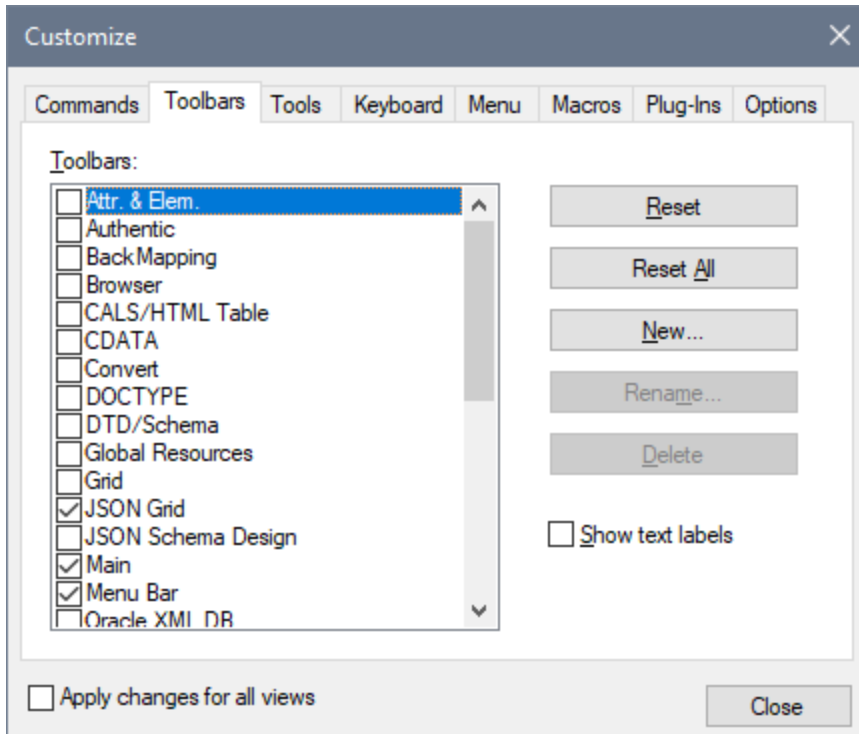 Customize
Commands Toolbars Tools Keyboard Menu Macros Plug-Ins Options
Toolbars:
Attr. & Elem.
Authentic
BackMapping
Browser
CALS/HTML Table
CDATA
Convert
DOCTYPE
DTD/Schema
Global Resources
Grid
JSON Grid
JSON Schema Design
Main
Menu Bar
Oracle XML DB
Reset
Reset All
New...
Rename...
Delete
Show text labels
Apply changes for all views
Close